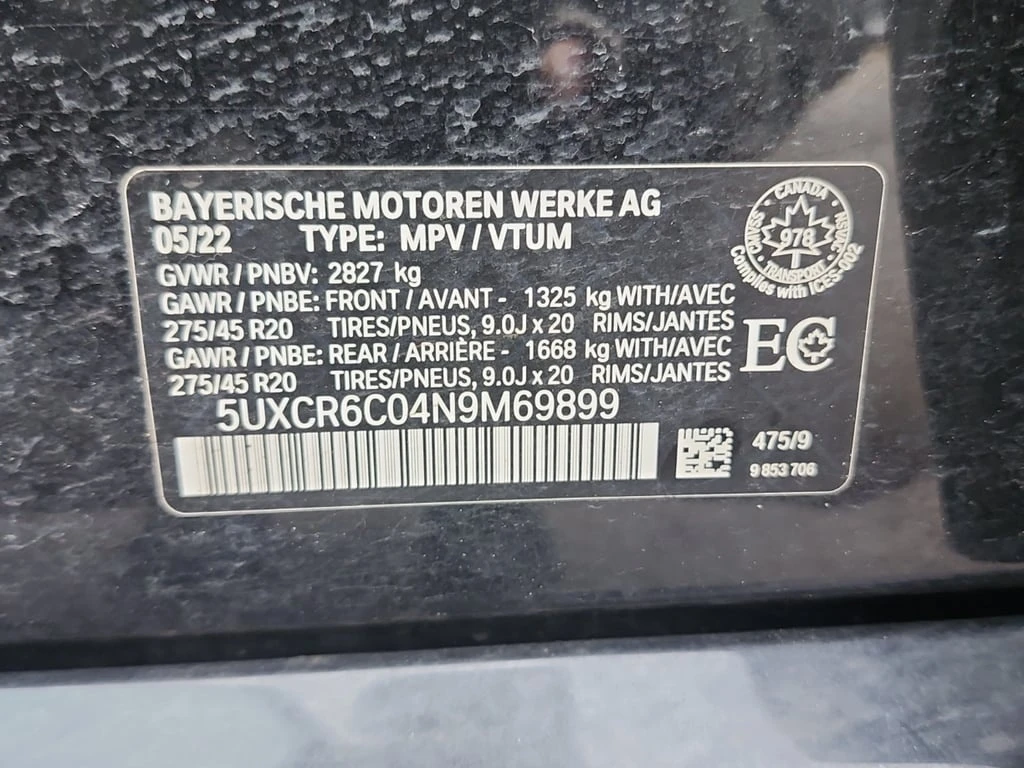 BAYERISCHE MOTOREN WERKE AG
05/22 TYPE: MPV / VTUM
GVWR / PNBV: 2827 kg
GAWR / PNBE: FRONT / AVANT - 1325 kg WITH/AVEC
275/45 R20 TIRES/PNEUS, 9.0J x 20 RIMS/JANTES
GAWR / PNBE: REAR / ARRIÈRE - 1668 kg WITH/AVEC
275/45 R20 TIRES/PNEUS, 9.0J x 20 RIMS/JANTES
5UXCR6C04N9M69899
CANADA
978
TRANSPORT
Complies with ICES-002
EC
475/9
9 853 706